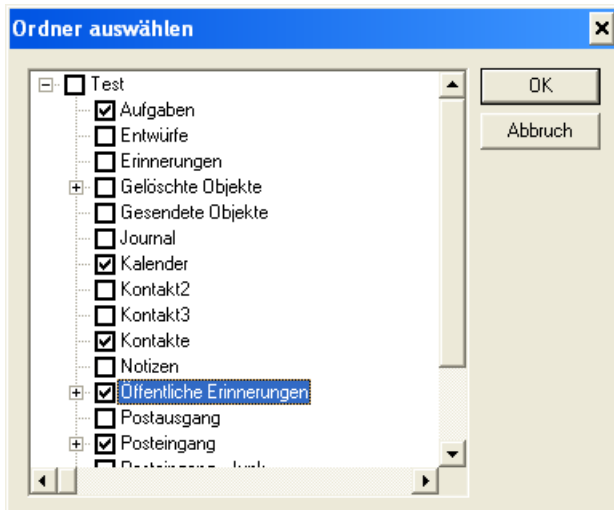 Ordner auswählen
Test
Aufgaben
Entwürfe
Erinnerungen
Gelöschte Objekte
Gesendete Objekte
Journal
Kalender
Kontakt2
Kontakt3
Kontakte
Notizen
Öffentliche Erinnerungen
Postausgang
Posteingang
OK
Abbruch